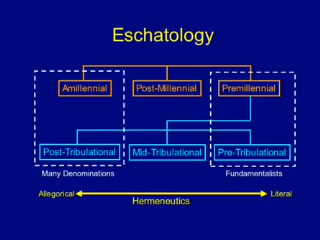 Eschatology
Amillennial Post-Millennial Premillennial
Post-Tribulational Mid-Tribulational Pre-Tribulational
Many Denominations Fundamentalists
Allegorical Literal
Hermeneutics